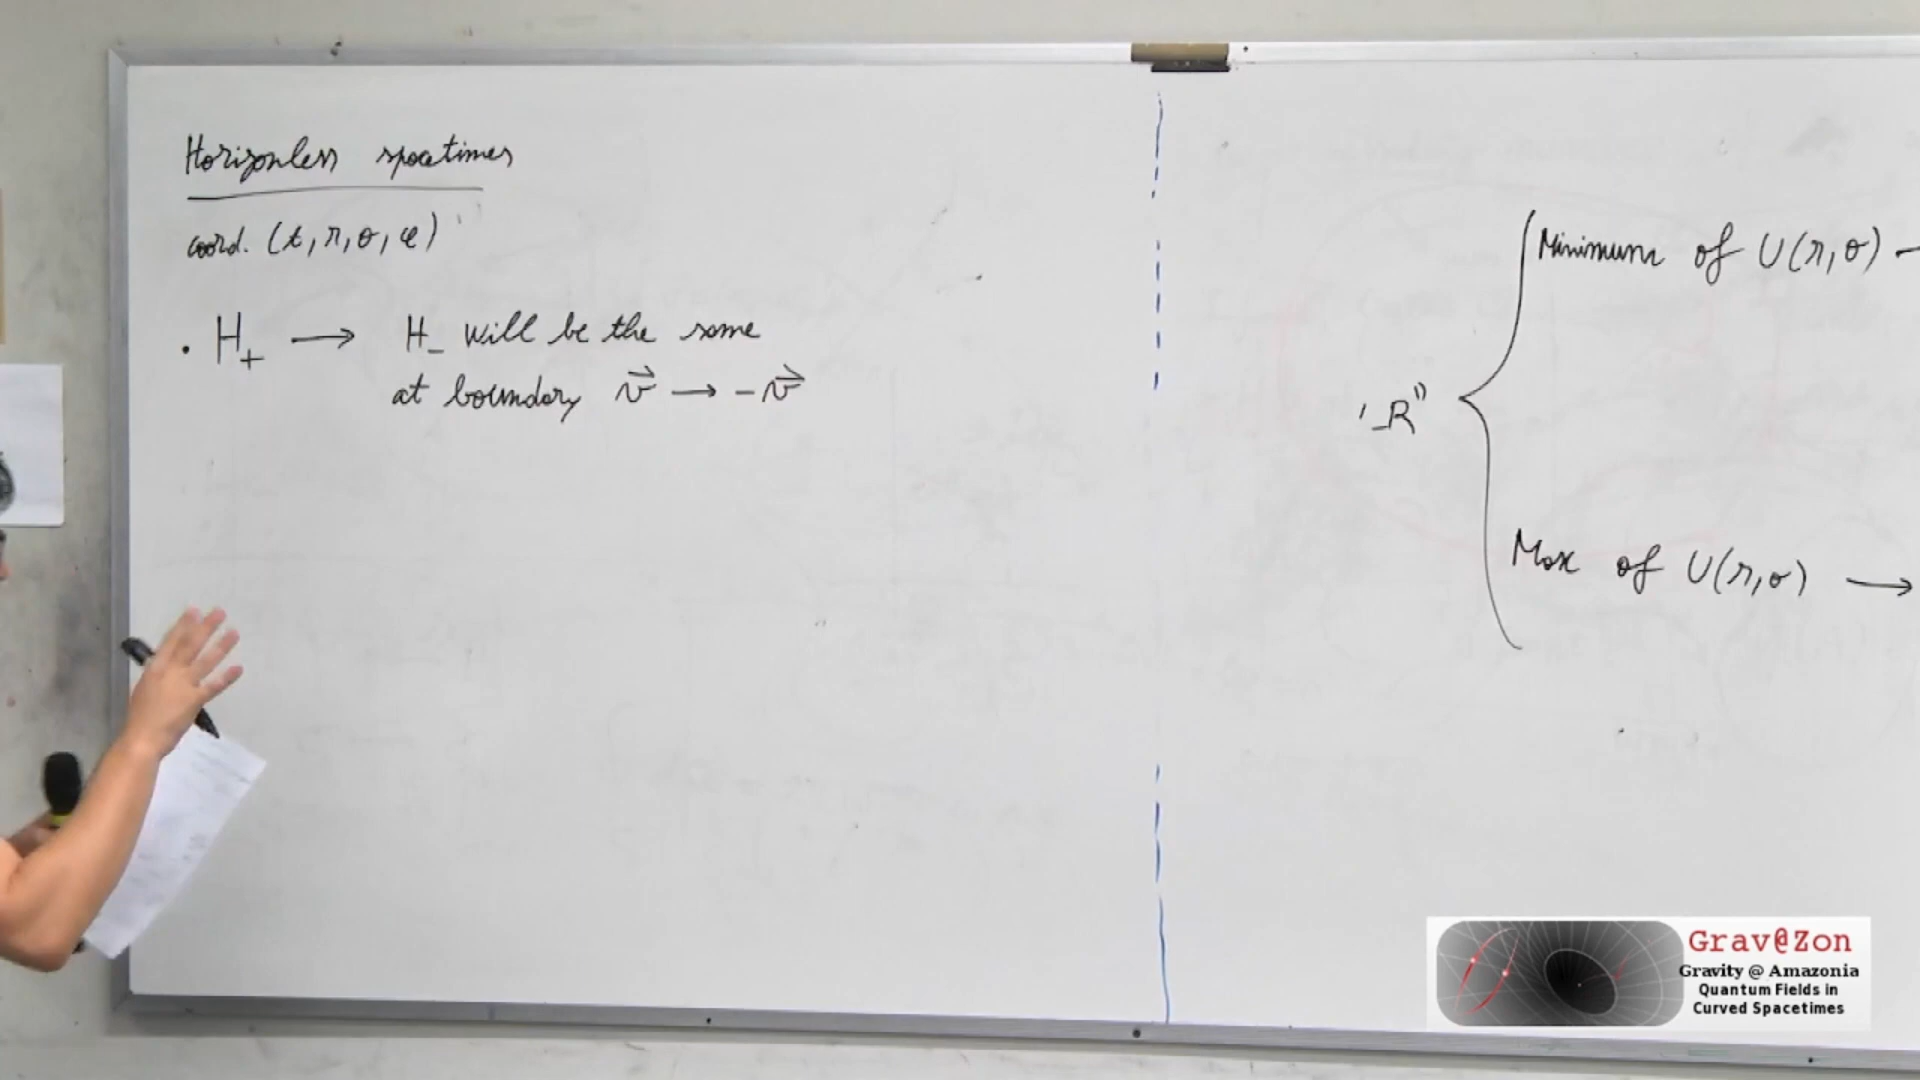 Horizonless spacetimes
coord. (t, r, θ, φ)
• H₊ ⟶ H₋ will be the same
at boundary v⃗ ⟶ -v⃗
Minimum of U(r, θ) -
Max of U(r, θ) ⟶
Grav@Zon
Gravity @ Amazonia
Quantum Fields in
Curved Spacetimes